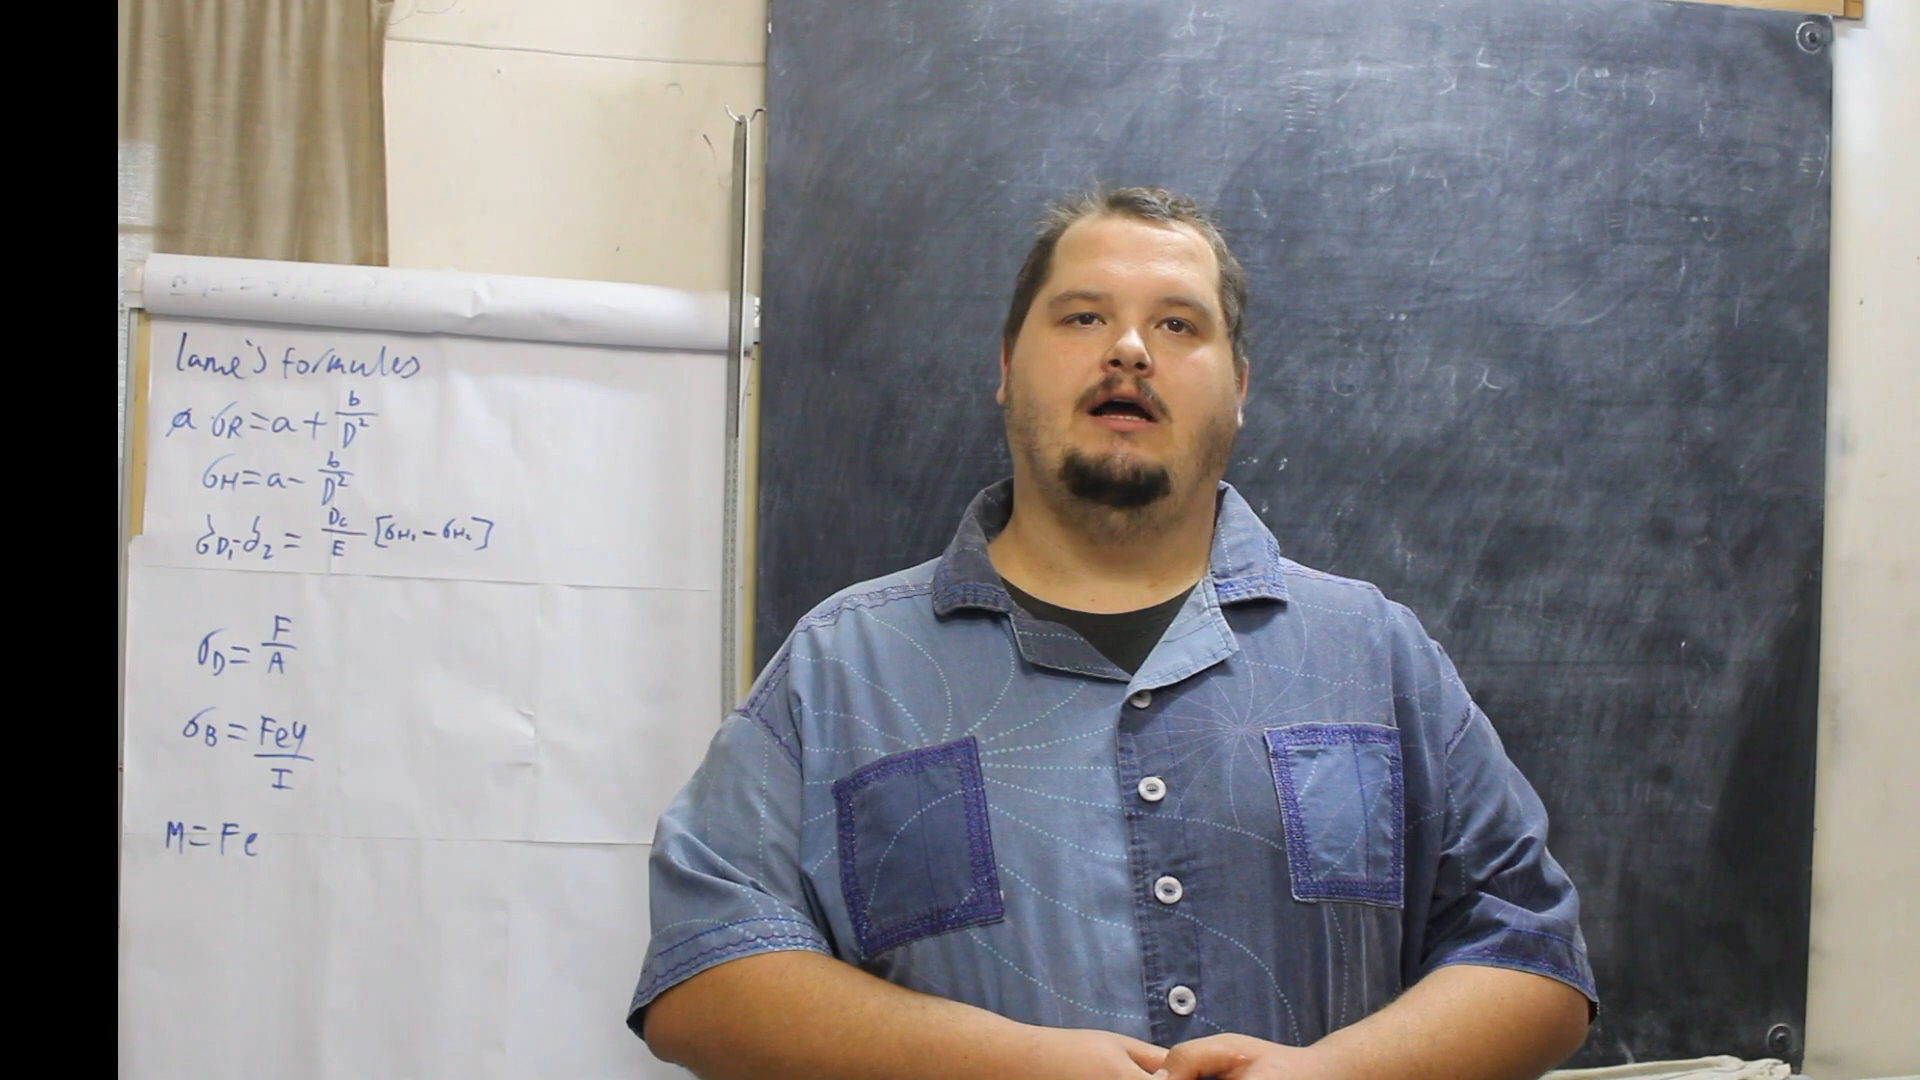 lame's formules
σR=a+b/D²
σH=a-b/D²
δD₁-δ₂=Dc/E[σH₁-σH₂]
σD=F/A
σB=Fey/I
M=Fe